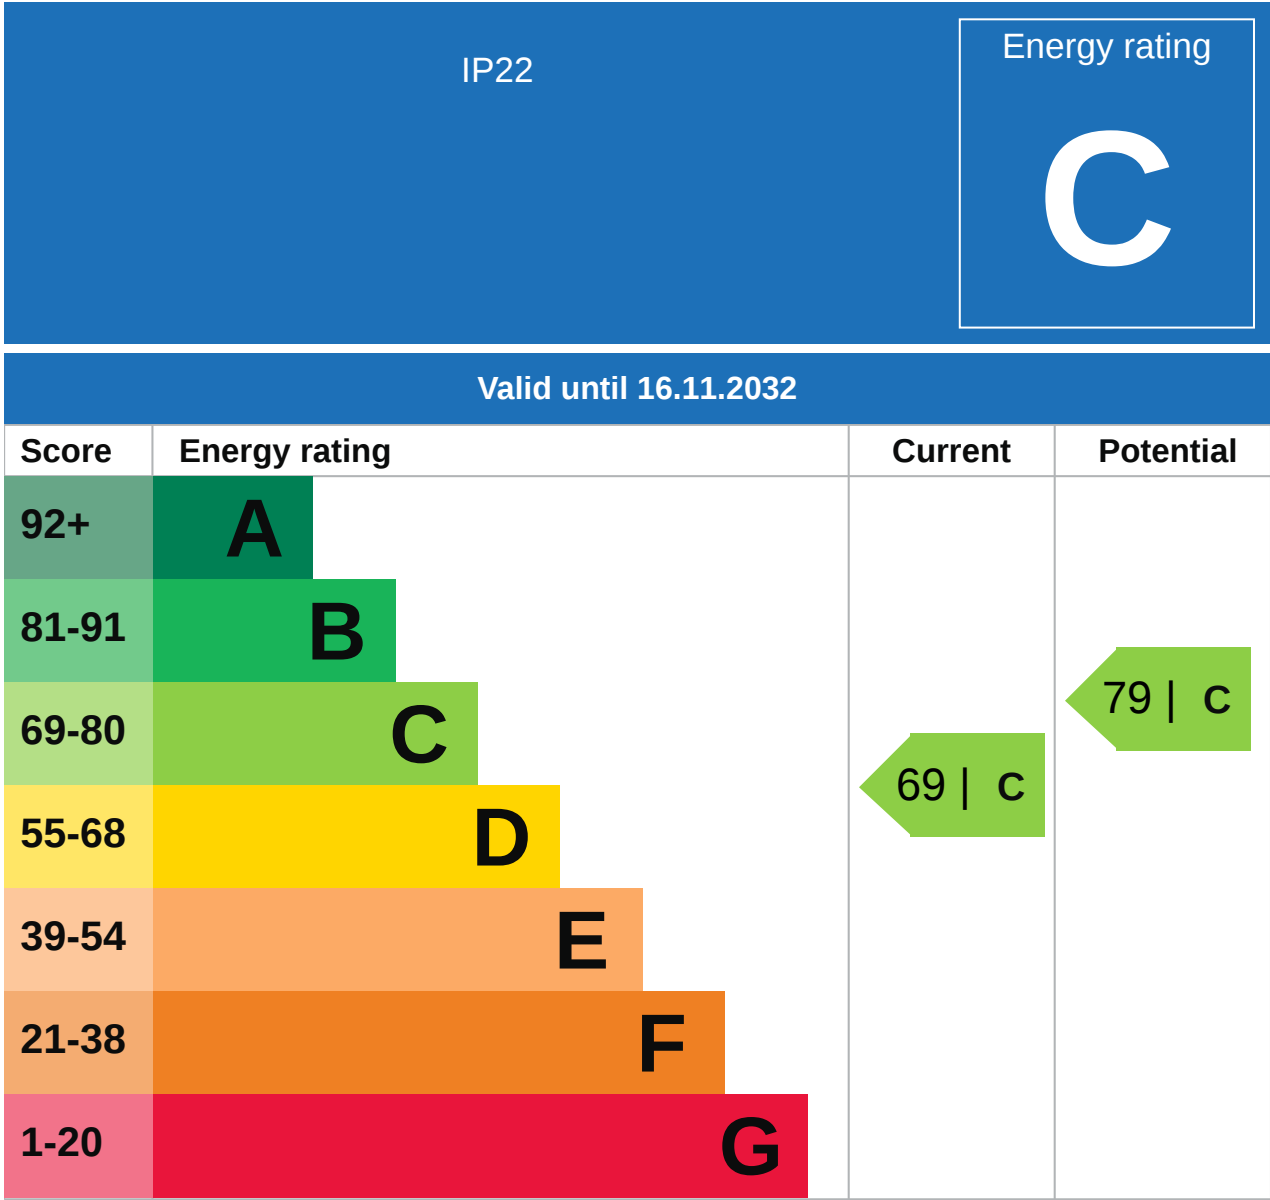 IP22
Energy rating
C
Valid until 16.11.2032
Score Energy rating Current Potential
92+ A
81-91 B
79 | C
69-80 C
69 | C
55-68 D
39-54 E
21-38 F
1-20 G